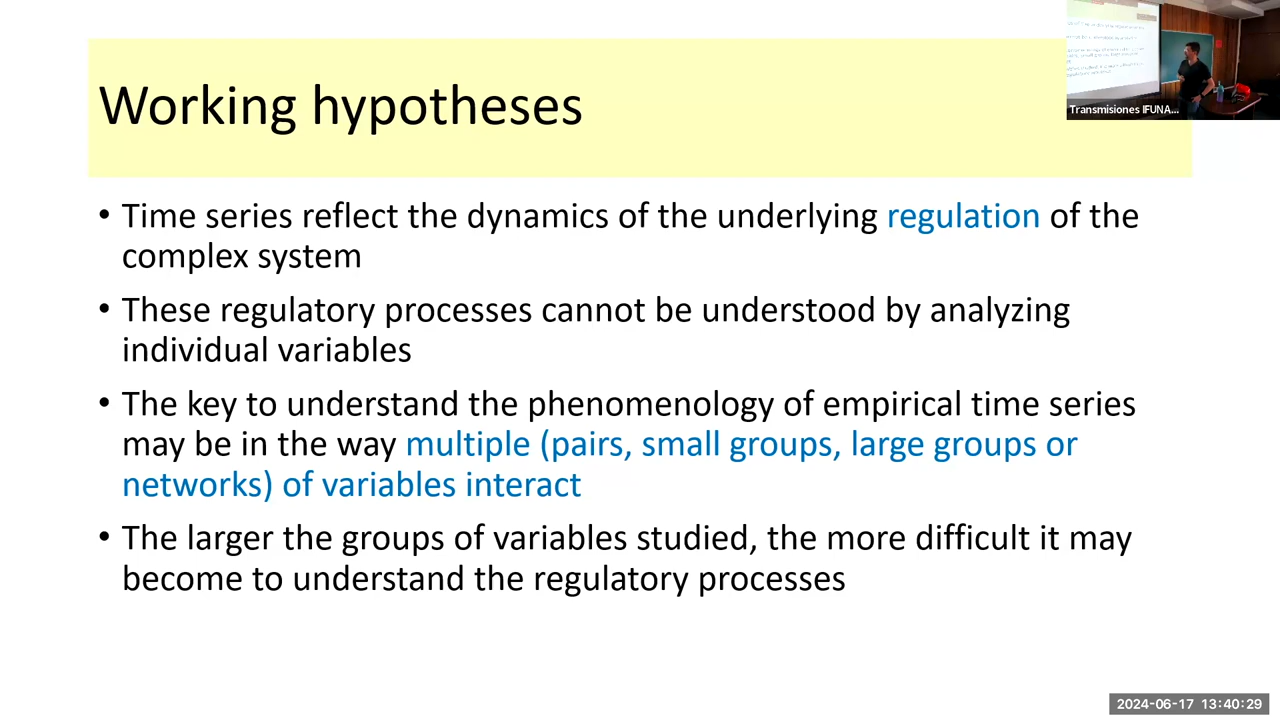 Working hypotheses
Transmisiones IFUNA...
• Time series reflect the dynamics of the underlying regulation of the
complex system
• These regulatory processes cannot be understood by analyzing
individual variables
• The key to understand the phenomenology of empirical time series
may be in the way multiple (pairs, small groups, large groups or
networks) of variables interact
• The larger the groups of variables studied, the more difficult it may
become to understand the regulatory processes
2024-06-17 13:40:29